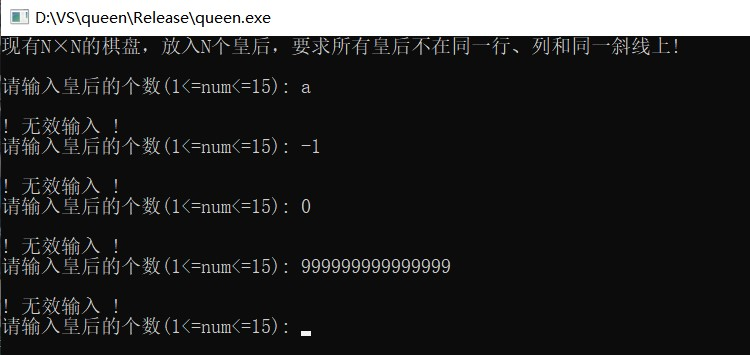 D:\VS\queen\Release\queen.exe
现有N×N的棋盘，放入N个皇后，要求所有皇后不在同一行、列和同一斜线上!
请输入皇后的个数(1<=num<=15): a
! 无效输入 !
请输入皇后的个数(1<=num<=15): -1
! 无效输入 !
请输入皇后的个数(1<=num<=15): 0
! 无效输入 !
请输入皇后的个数(1<=num<=15): 999999999999999
! 无效输入 !
请输入皇后的个数(1<=num<=15):